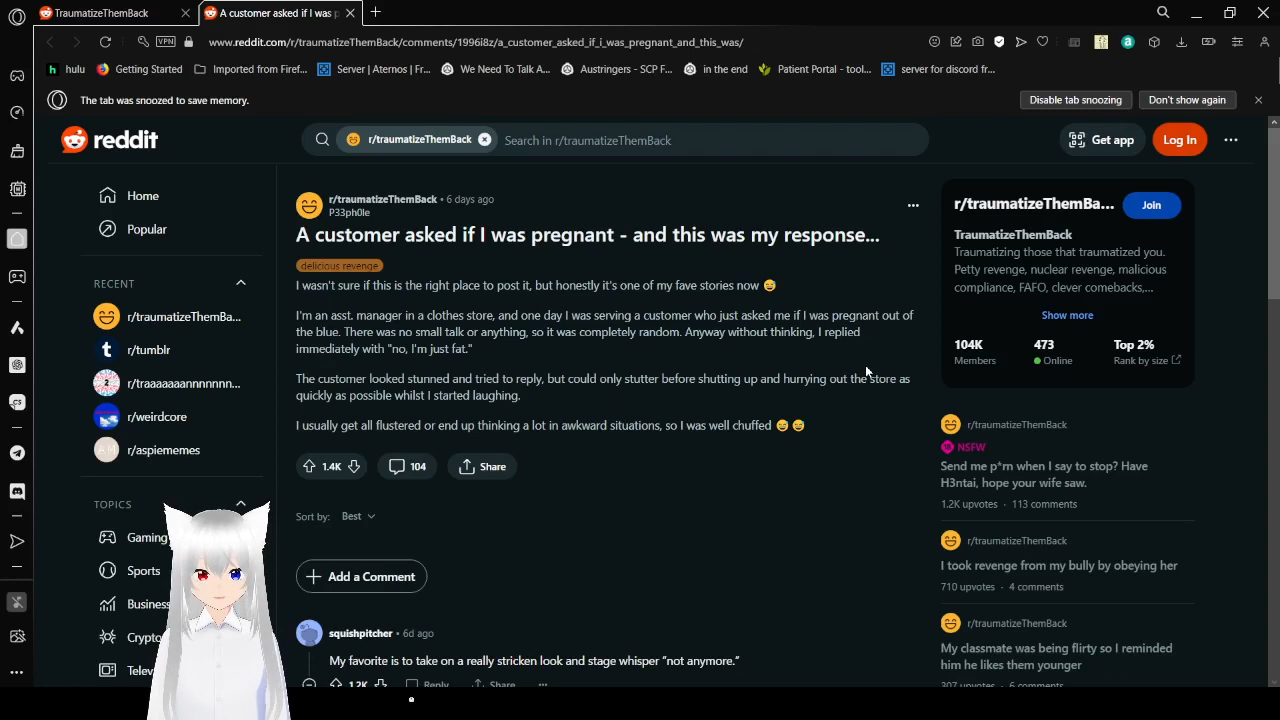 TraumatizeThemBack
A customer asked if I was p
VPN
www.reddit.com/r/traumatizeThemBack/comments/1996i8z/a_customer_asked_if_i_was_pregnant_and_this_was/
hulu
Getting Started
Imported from Firef...
Server | Aternos | Fr...
We Need To Talk A...
Austringers - SCP F...
in the end
Patient Portal - tool...
server for discord fr...
The tab was snoozed to save memory.
Disable tab snoozing
Don't show again
reddit
r/traumatizeThemBack
Search in r/traumatizeThemBack
Get app
Log In
Home
Popular
RECENT
r/traumatizeThemBa...
r/tumblr
r/traaaaaaannnnnnn...
r/weirdcore
r/aspiememes
TOPICS
Gaming
Sports
Business
Crypto
Telev
r/traumatizeThemBack • 6 days ago
P33ph0le
A customer asked if I was pregnant - and this was my response...
delicious revenge
I wasn't sure if this is the right place to post it, but honestly it's one of my fave stories now 😅
I'm an asst. manager in a clothes store, and one day I was serving a customer who just asked me if I was pregnant out of
the blue. There was no small talk or anything, so it was completely random. Anyway without thinking, I replied
immediately with "no, I'm just fat."
The customer looked stunned and tried to reply, but could only stutter before shutting up and hurrying out the store as
quickly as possible whilst I started laughing.
I usually get all flustered or end up thinking a lot in awkward situations, so I was well chuffed 😅 😅
1.4K
104
Share
Sort by: Best
Add a Comment
squishpitcher • 6d ago
My favorite is to take on a really stricken look and stage whisper “not anymore.”
1.2K
Reply
Share
r/traumatizeThemBa...
Join
TraumatizeThemBack
Traumatizing those that traumatized you.
Petty revenge, nuclear revenge, malicious
compliance, FAFO, clever comebacks,...
Show more
104K
473
Top 2%
Members
Online
Rank by size
r/traumatizeThemBack
NSFW
Send me p*rn when I say to stop? Have
H3ntai, hope your wife saw.
1.2K upvotes · 113 comments
r/traumatizeThemBack
I took revenge from my bully by obeying her
710 upvotes · 4 comments
r/traumatizeThemBack
My classmate was being flirty so I reminded
him he likes them younger
307 upvotes · 6 comments